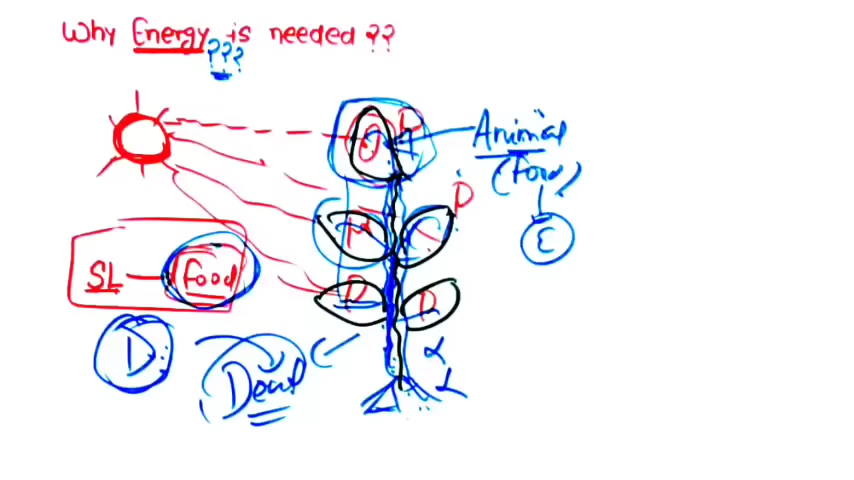 Why Energy is needed ??
???
Animal
(Food)
E
P
SL — Food
D
Dead